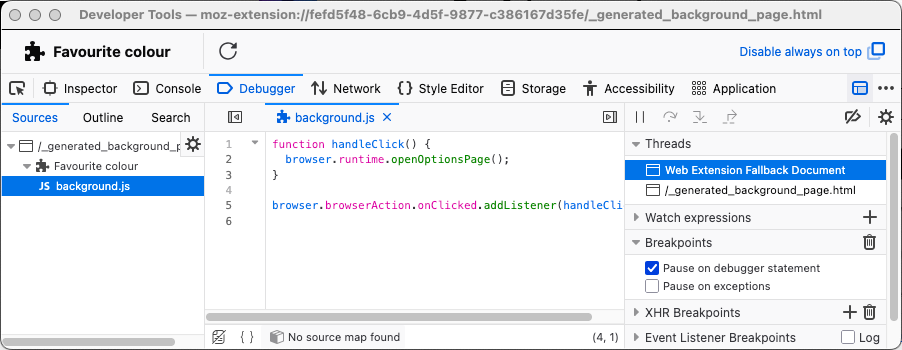 Developer Tools — moz-extension://fefd5f48-6cb9-4d5f-9877-c386167d35fe/_generated_background_page.html
Favourite colour
Disable always on top
Inspector Console Debugger Network Style Editor Storage Accessibility Application
Sources Outline Search
/_generated_background_p
Favourite colour
JS background.js
background.js
1 function handleClick() {
2 browser.runtime.openOptionsPage();
3 }
4
5 browser.browserAction.onClicked.addListener(handleCli
6
{ } No source map found (4, 1)
Threads
Web Extension Fallback Document
/_generated_background_page.html
Watch expressions
Breakpoints
Pause on debugger statement
Pause on exceptions
XHR Breakpoints
Event Listener Breakpoints Log